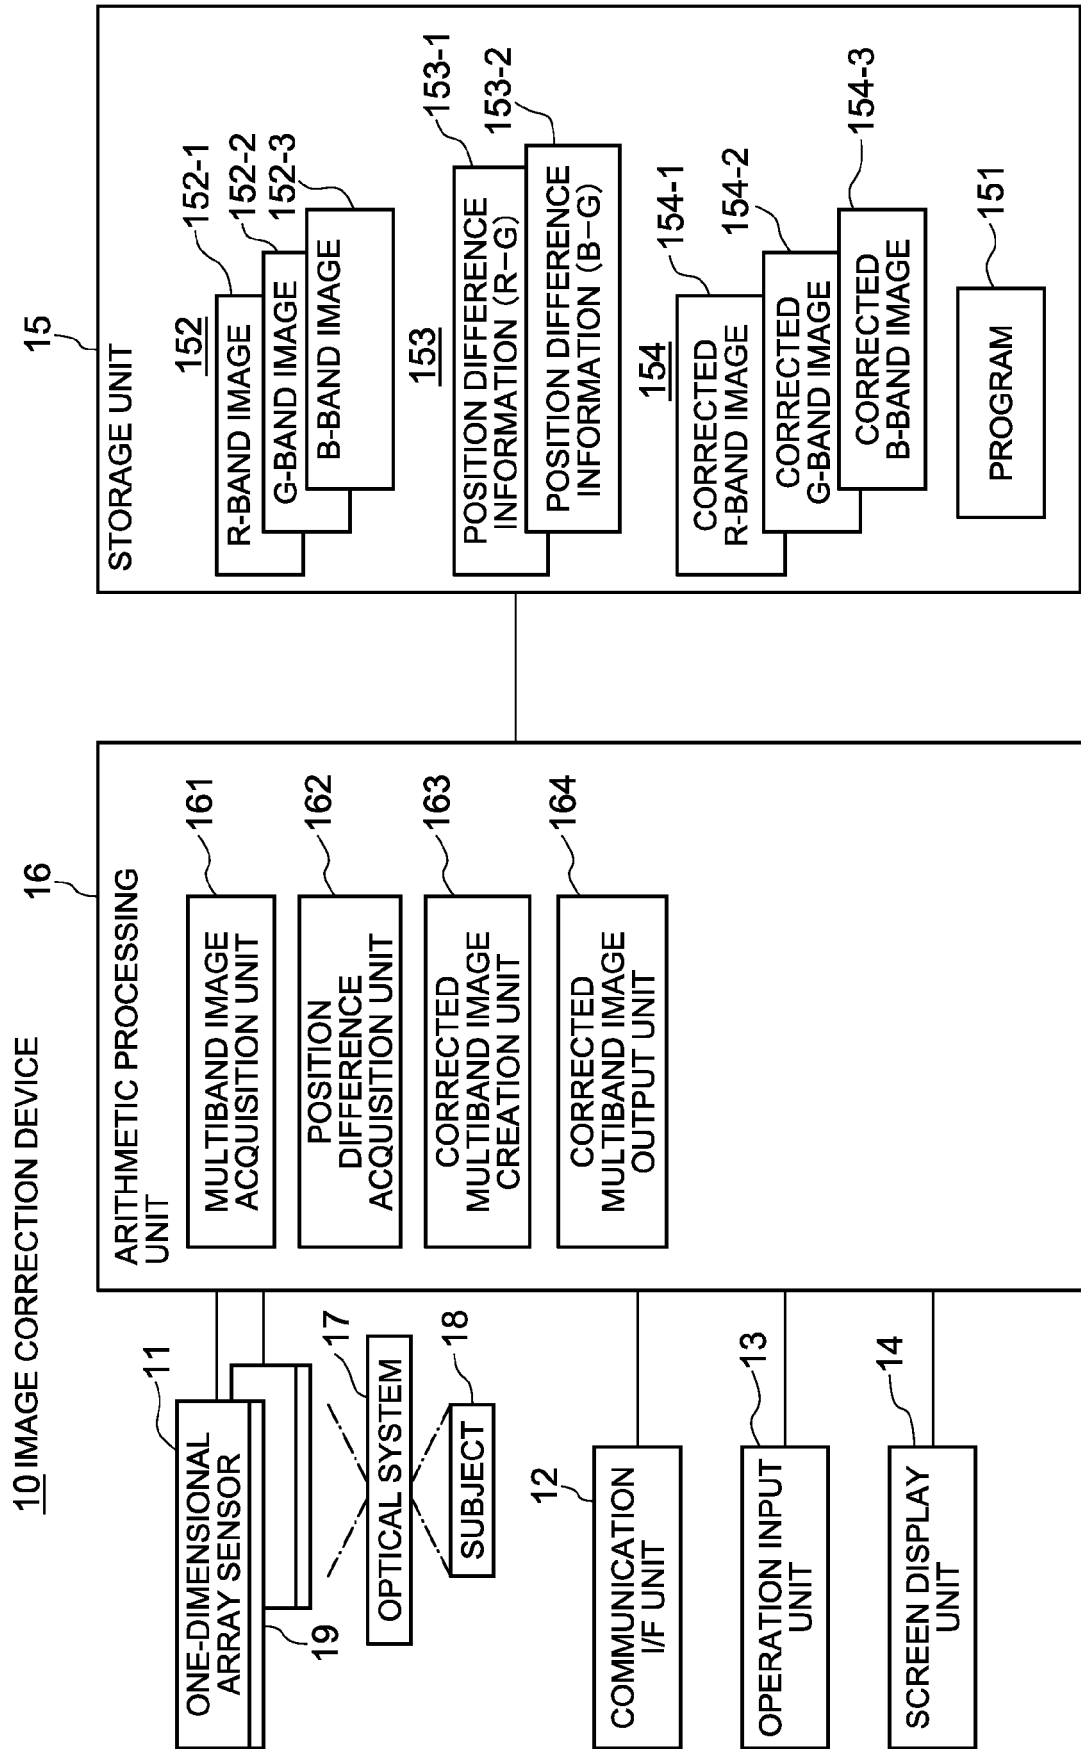 10 IMAGE CORRECTION DEVICE
11
ONE-DIMENSIONAL
ARRAY SENSOR
19
17
OPTICAL SYSTEM
18
SUBJECT
12
COMMUNICATION
I/F UNIT
13
OPERATION INPUT
UNIT
14
SCREEN DISPLAY
UNIT
16
ARITHMETIC PROCESSING
UNIT
161
MULTIBAND IMAGE
ACQUISITION UNIT
162
POSITION
DIFFERENCE
ACQUISITION UNIT
163
CORRECTED
MULTIBAND IMAGE
CREATION UNIT
164
CORRECTED
MULTIBAND IMAGE
OUTPUT UNIT
15
STORAGE UNIT
152
152-1
R-BAND IMAGE
152-2
G-BAND IMAGE
152-3
B-BAND IMAGE
153
153-1
POSITION DIFFERENCE
INFORMATION (R-G)
153-2
POSITION DIFFERENCE
INFORMATION (B-G)
154
154-1
CORRECTED
R-BAND IMAGE
154-2
CORRECTED
G-BAND IMAGE
154-3
CORRECTED
B-BAND IMAGE
151
PROGRAM